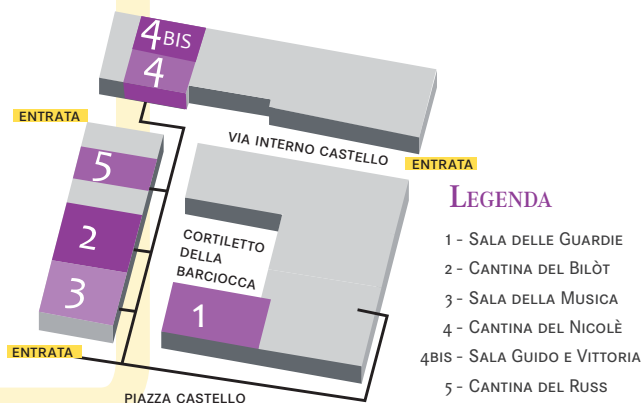 4BIS
4
ENTRATA
VIA INTERNO CASTELLO
ENTRATA
5
LEGENDA
2
CORTILETTO
DELLA
BARCIOCCA
1 - SALA DELLE GUARDIE
2 - CANTINA DEL BILÒT
3
1
3 - SALA DELLA MUSICA
4 - CANTINA DEL NICOLÈ
ENTRATA
4BIS - SALA GUIDO E VITTORIA
5 - CANTINA DEL RUSS
PIAZZA CASTELLO